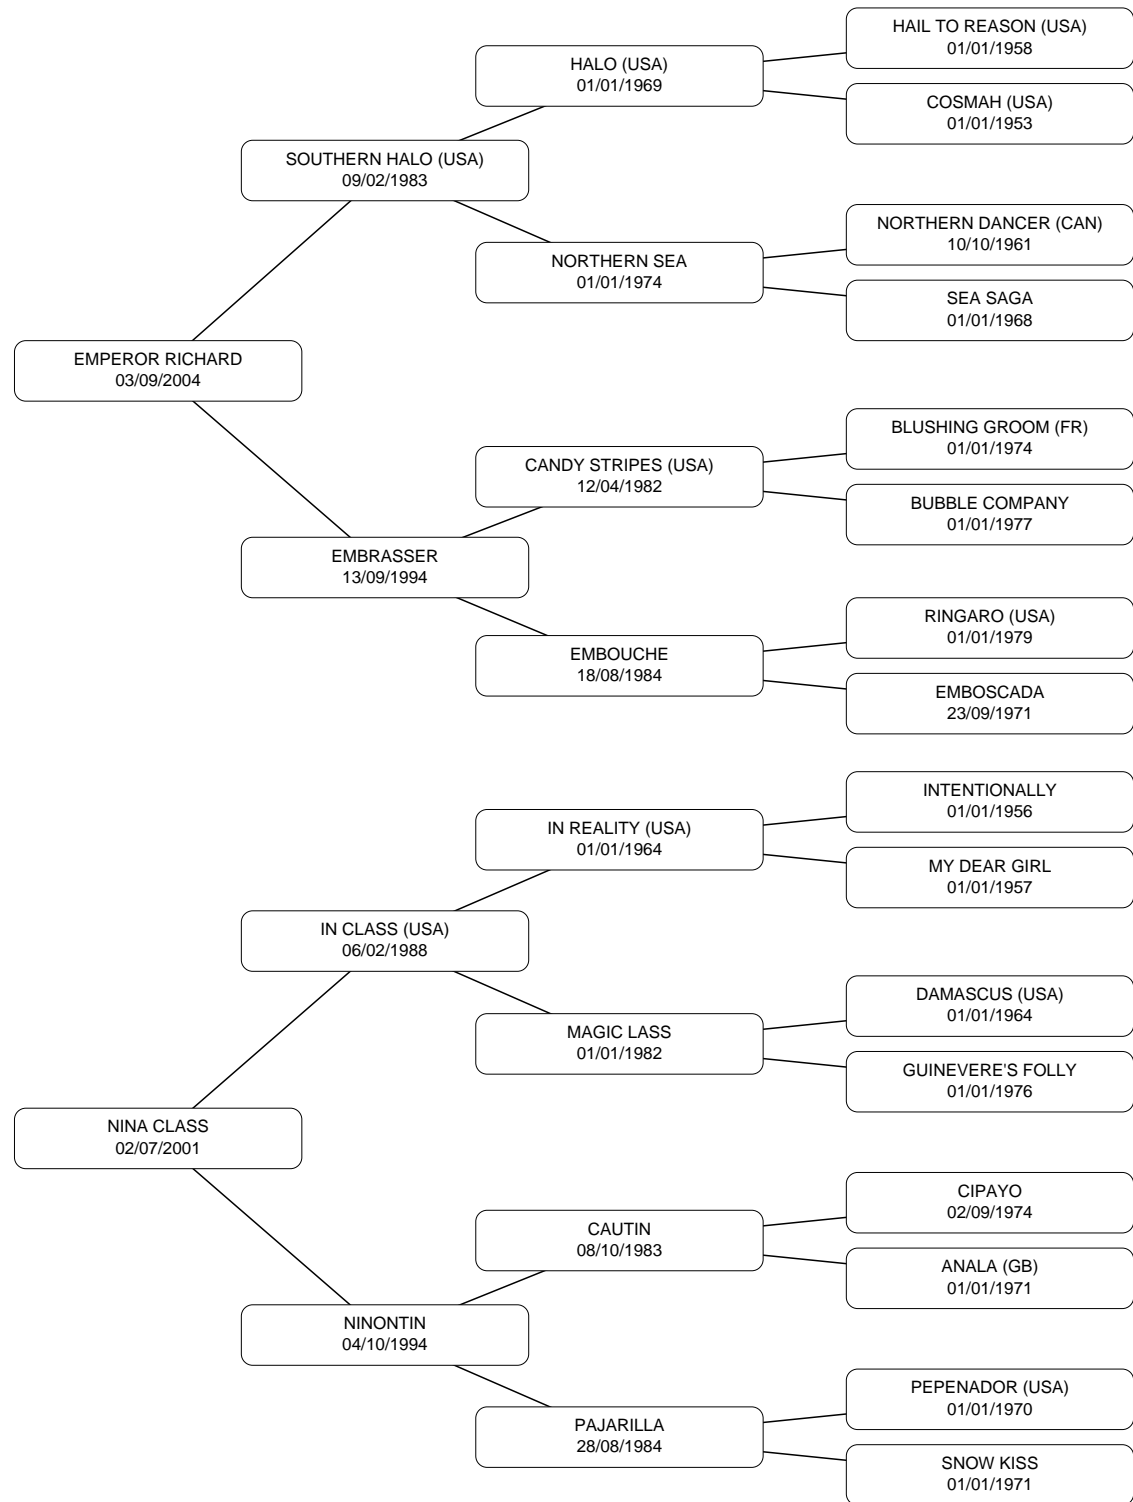 HAIL TO REASON (USA)
01/01/1958
HALO (USA)
01/01/1969
COSMAH (USA)
01/01/1953
SOUTHERN HALO (USA)
09/02/1983
NORTHERN DANCER (CAN)
10/10/1961
NORTHERN SEA
01/01/1974
SEA SAGA
01/01/1968
EMPEROR RICHARD
03/09/2004
BLUSHING GROOM (FR)
01/01/1974
CANDY STRIPES (USA)
12/04/1982
BUBBLE COMPANY
01/01/1977
EMBRASSER
13/09/1994
RINGARO (USA)
01/01/1979
EMBOUCHE
18/08/1984
EMBOSCADA
23/09/1971
INTENTIONALLY
01/01/1956
IN REALITY (USA)
01/01/1964
MY DEAR GIRL
01/01/1957
IN CLASS (USA)
06/02/1988
DAMASCUS (USA)
01/01/1964
MAGIC LASS
01/01/1982
GUINEVERE'S FOLLY
01/01/1976
NINA CLASS
02/07/2001
CIPAYO
02/09/1974
CAUTIN
08/10/1983
ANALA (GB)
01/01/1971
NINONTIN
04/10/1994
PEPENADOR (USA)
01/01/1970
PAJARILLA
28/08/1984
SNOW KISS
01/01/1971